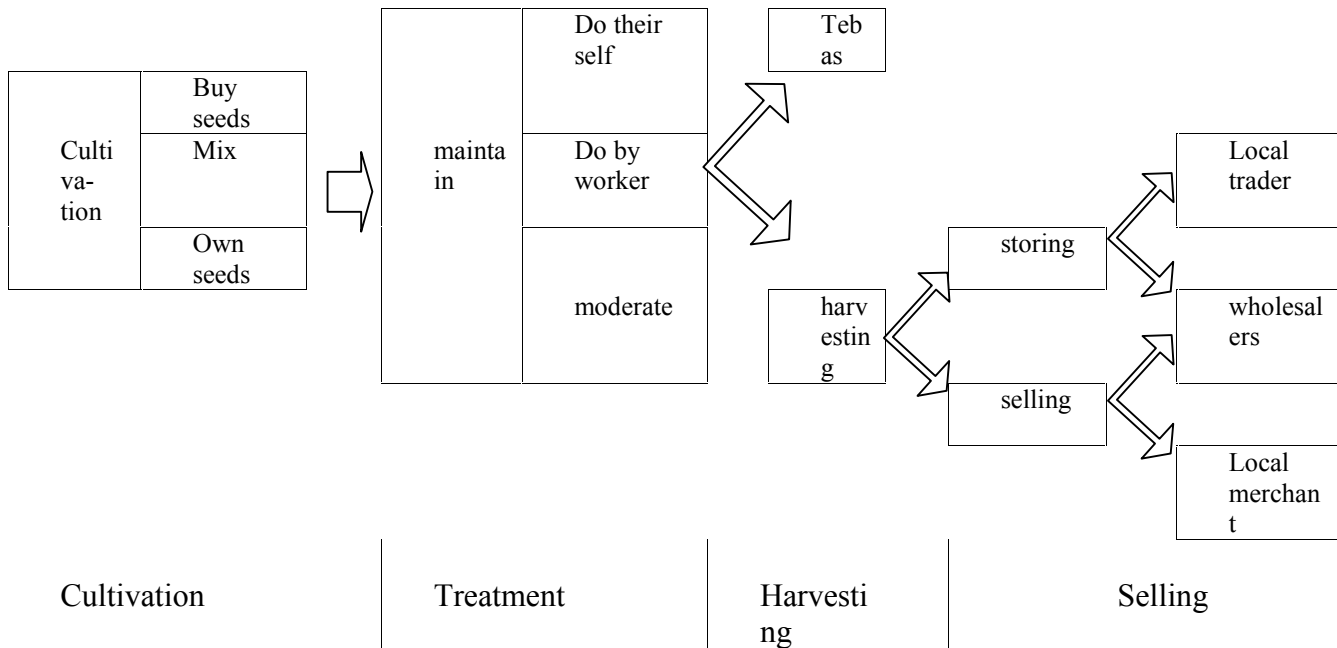 Culti
va-
tion
Buy
seeds
Mix
Own
seeds
mainta
in
Do their
self
Do by
worker
moderate
Teb
as
harv
estin
g
storing
selling
Local
trader
wholesal
ers
Local
merchan
t
Cultivation
Treatment
Harvesti
ng
Selling